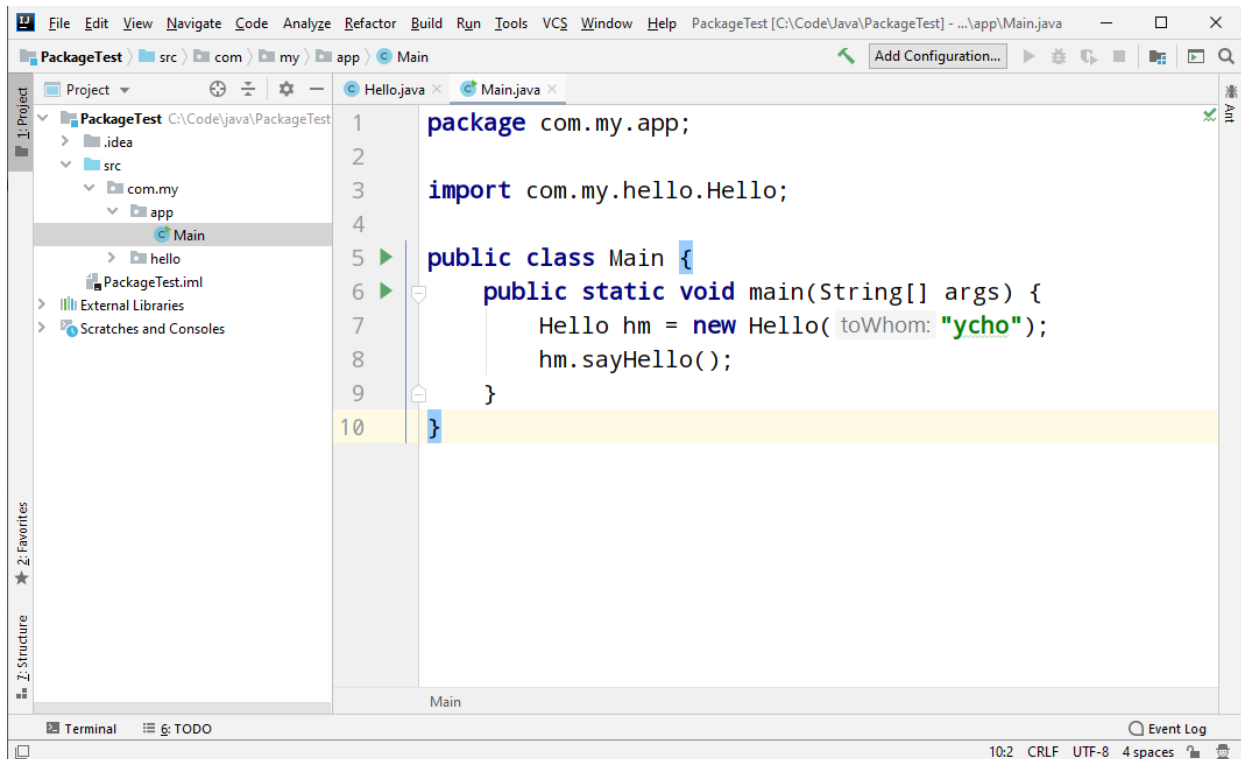 File Edit View Navigate Code Analyze Refactor Build Run Tools VCS Window Help PackageTest [C:\Code\Java\PackageTest] - ...\app\Main.java
PackageTest src com my app Main Add Configuration...
1: Project
Project
PackageTest C:\Code\java\PackageTest
.idea
src
com.my
app
Main
hello
PackageTest.iml
External Libraries
Scratches and Consoles
2: Favorites
7: Structure
Hello.java Main.java
1 package com.my.app;
2
3 import com.my.hello.Hello;
4
5 public class Main {
6 public static void main(String[] args) {
7 Hello hm = new Hello( toWhom: "ycho");
8 hm.sayHello();
9 }
10 }
Main
Ant
Terminal 6: TODO Event Log
10:2 CRLF UTF-8 4 spaces